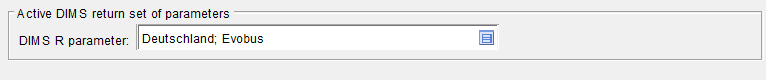 Active DIMS return set of parameters
DIMS R parameter: Deutschland; Evobus